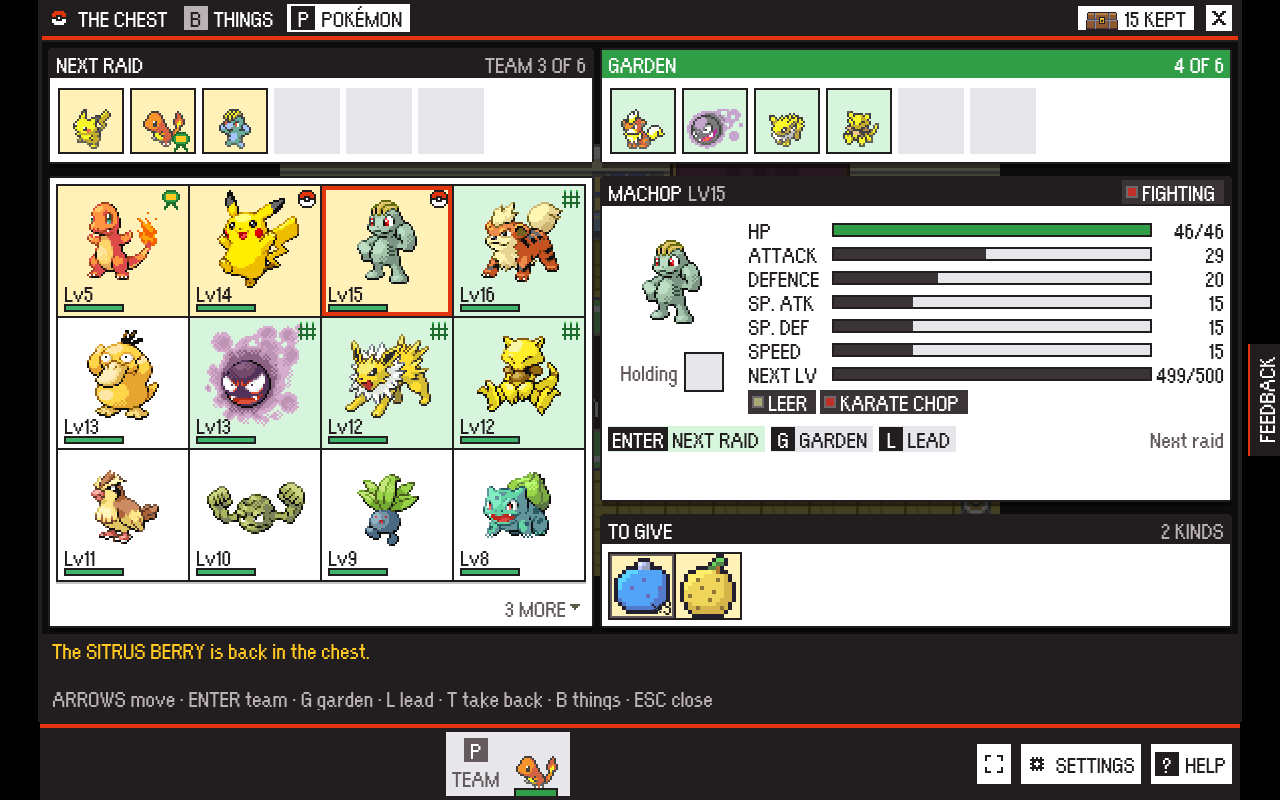 THE CHEST B THINGS P POKÉMON 15 KEPT X
NEXT RAID TEAM 3 OF 6
GARDEN 4 OF 6
Lv5 Lv14 Lv15 Lv16
Lv13 Lv13 Lv12 Lv12
Lv11 Lv10 Lv9 Lv8
3 MORE
MACHOP LV15 FIGHTING
HP 46/46
ATTACK 29
DEFENCE 20
SP. ATK 15
SP. DEF 15
SPEED 15
NEXT LV 499/500
Holding
LEER KARATE CHOP
ENTER NEXT RAID G GARDEN L LEAD Next raid
TO GIVE 2 KINDS
×3
The SITRUS BERRY is back in the chest.
ARROWS move · ENTER team · G garden · L lead · T take back · B things · ESC close
P
TEAM
SETTINGS ? HELP
FEEDBACK